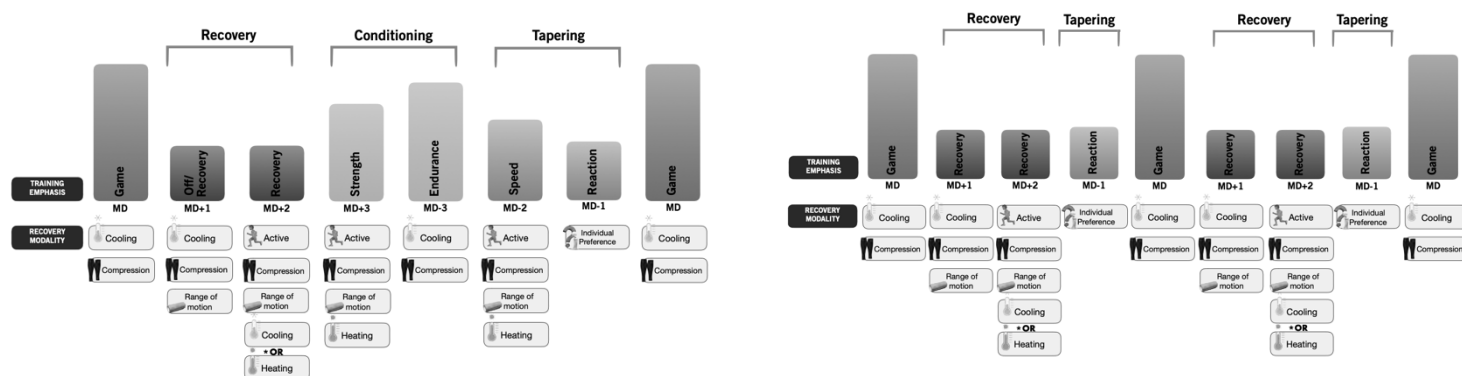 Recovery
Conditioning
Tapering
Game
Off/
Recovery
Recovery
Strength
Endurance
Speed
Reaction
Game
TRAINING
EMPHASIS
MD
MD+1
MD+2
MD+3
MD-3
MD-2
MD-1
MD
RECOVERY
MODALITY
Cooling
Cooling
Active
Active
Cooling
Active
Individual
Preference
Cooling
Compression
Compression
Compression
Compression
Compression
Compression
Compression
Range of
motion
Range of
motion
Range of
motion
Range of
motion
Cooling
Heating
Heating
* OR
Heating
Recovery
Tapering
Recovery
Tapering
Game
Recovery
Recovery
Reaction
Game
Recovery
Recovery
Reaction
Game
TRAINING
EMPHASIS
MD
MD+1
MD+2
MD-1
MD
MD+1
MD+2
MD-1
MD
RECOVERY
MODALITY
Cooling
Cooling
Active
Individual
Preference
Cooling
Cooling
Active
Individual
Preference
Cooling
Compression
Compression
Compression
Compression
Compression
Compression
Compression
Range of
motion
Range of
motion
Range of
motion
Range of
motion
Cooling
Cooling
* OR
* OR
Heating
Heating